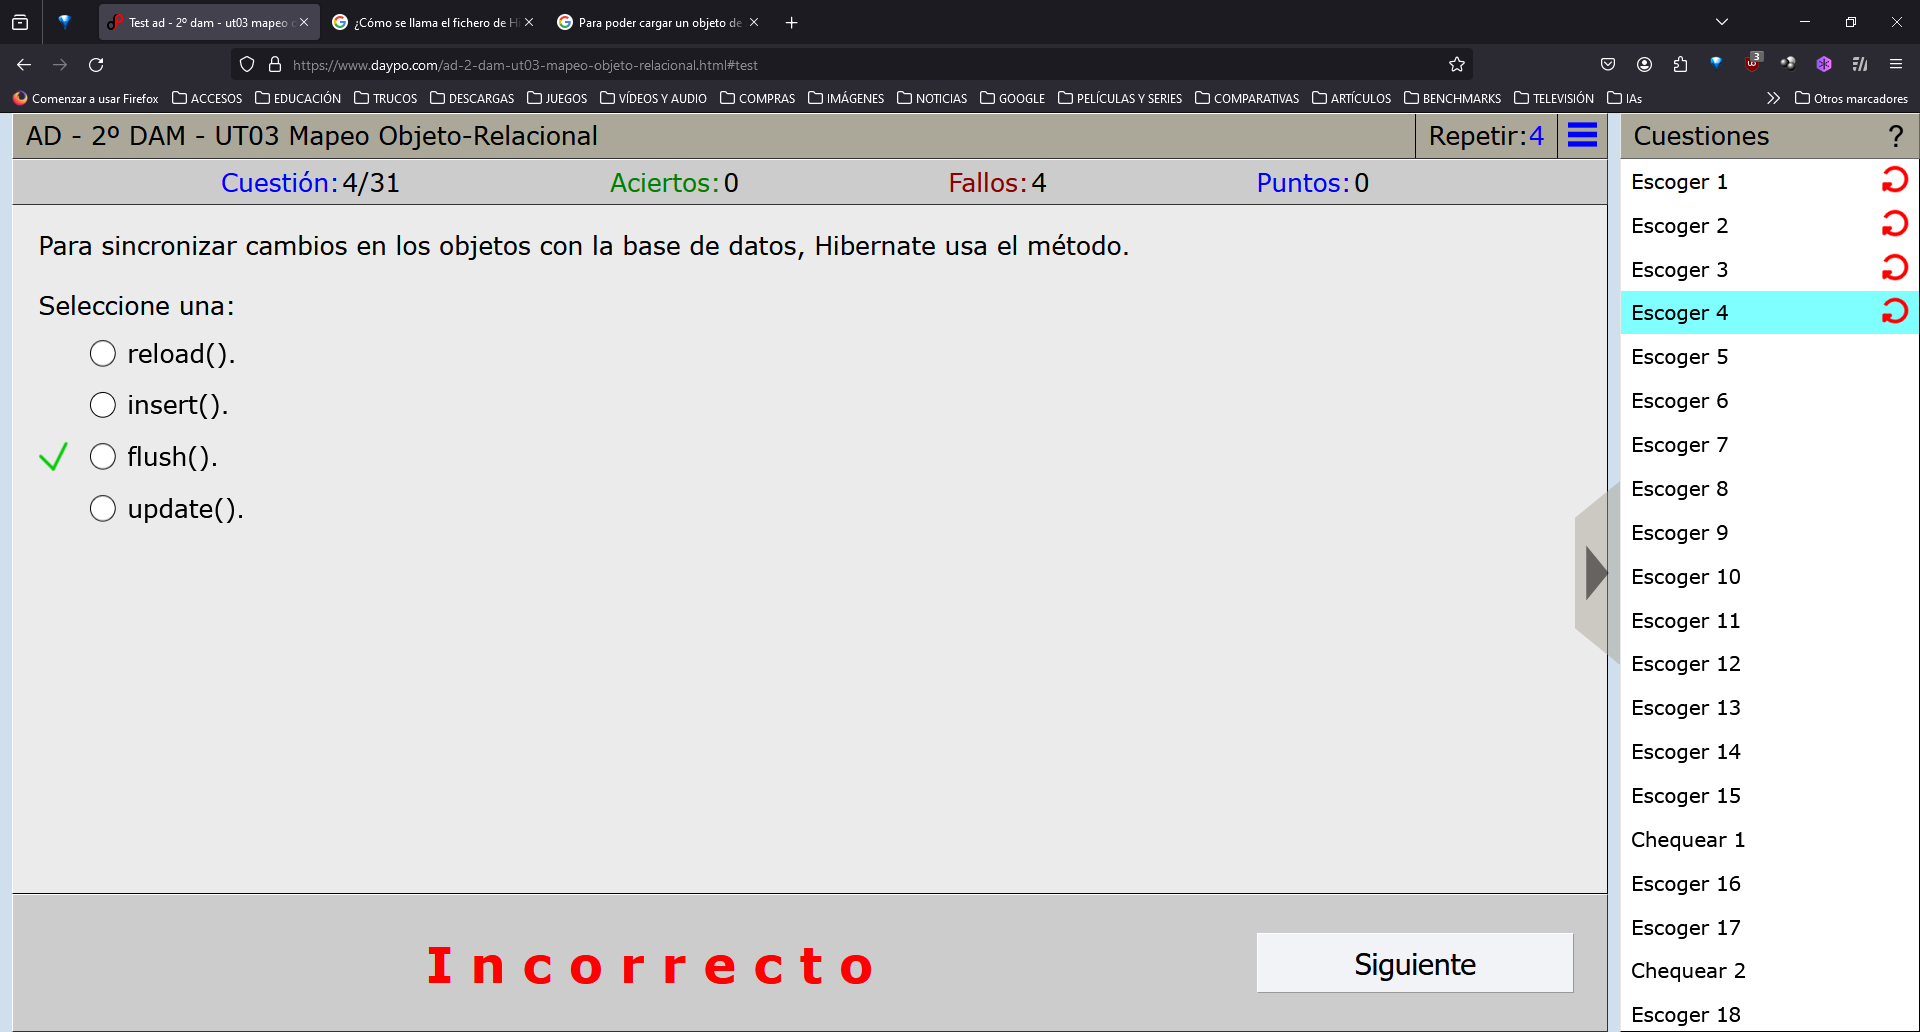 Test ad - 2º dam - ut03 mapeo
¿Cómo se llama el fichero de Hi
Para poder cargar un objeto de
https://www.daypo.com/ad-2-dam-ut03-mapeo-objeto-relacional.html#test
3
Comenzar a usar Firefox
ACCESOS
EDUCACIÓN
TRUCOS
DESCARGAS
JUEGOS
VÍDEOS Y AUDIO
COMPRAS
IMÁGENES
NOTICIAS
GOOGLE
PELÍCULAS Y SERIES
COMPARATIVAS
ARTÍCULOS
BENCHMARKS
TELEVISIÓN
IAs
Otros marcadores
AD - 2º DAM - UT03 Mapeo Objeto-Relacional
Repetir:4
Cuestiones
?
Cuestión:4/31
Aciertos:0
Fallos:4
Puntos:0
Para sincronizar cambios en los objetos con la base de datos, Hibernate usa el método.
Seleccione una:
reload().
insert().
flush().
update().
Incorrecto
Siguiente
Escoger 1
Escoger 2
Escoger 3
Escoger 4
Escoger 5
Escoger 6
Escoger 7
Escoger 8
Escoger 9
Escoger 10
Escoger 11
Escoger 12
Escoger 13
Escoger 14
Escoger 15
Chequear 1
Escoger 16
Escoger 17
Chequear 2
Escoger 18